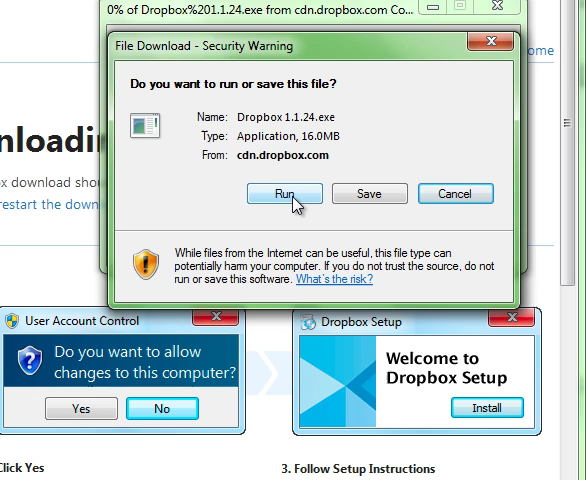 0% of Dropbox%201.1.24.exe from cdn.dropbox.com Co...
File Download - Security Warning
ome
Do you want to run or save this file?
Name: Dropbox 1.1.24.exe
Type: Application, 16.0MB
From: cdn.dropbox.com
Run Save Cancel
nloadin
x download shou
restart the down
While files from the Internet can be useful, this file type can
potentially harm your computer. If you do not trust the source, do not
run or save this software. What's the risk?
User Account Control
Do you want to allow
changes to this computer?
Yes No
Dropbox Setup
Welcome to
Dropbox Setup
Install
Click Yes
3. Follow Setup Instructions